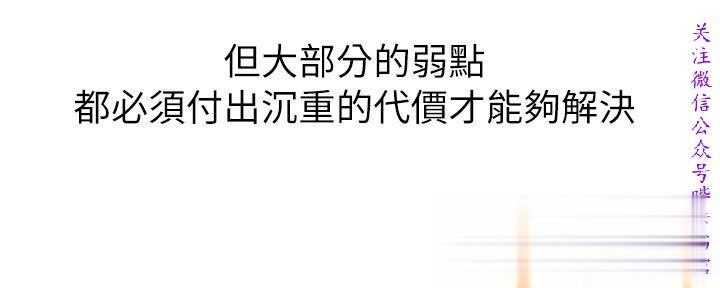 但大部分的弱點
都必須付出沉重的代價才能夠解決
关注微信公众号